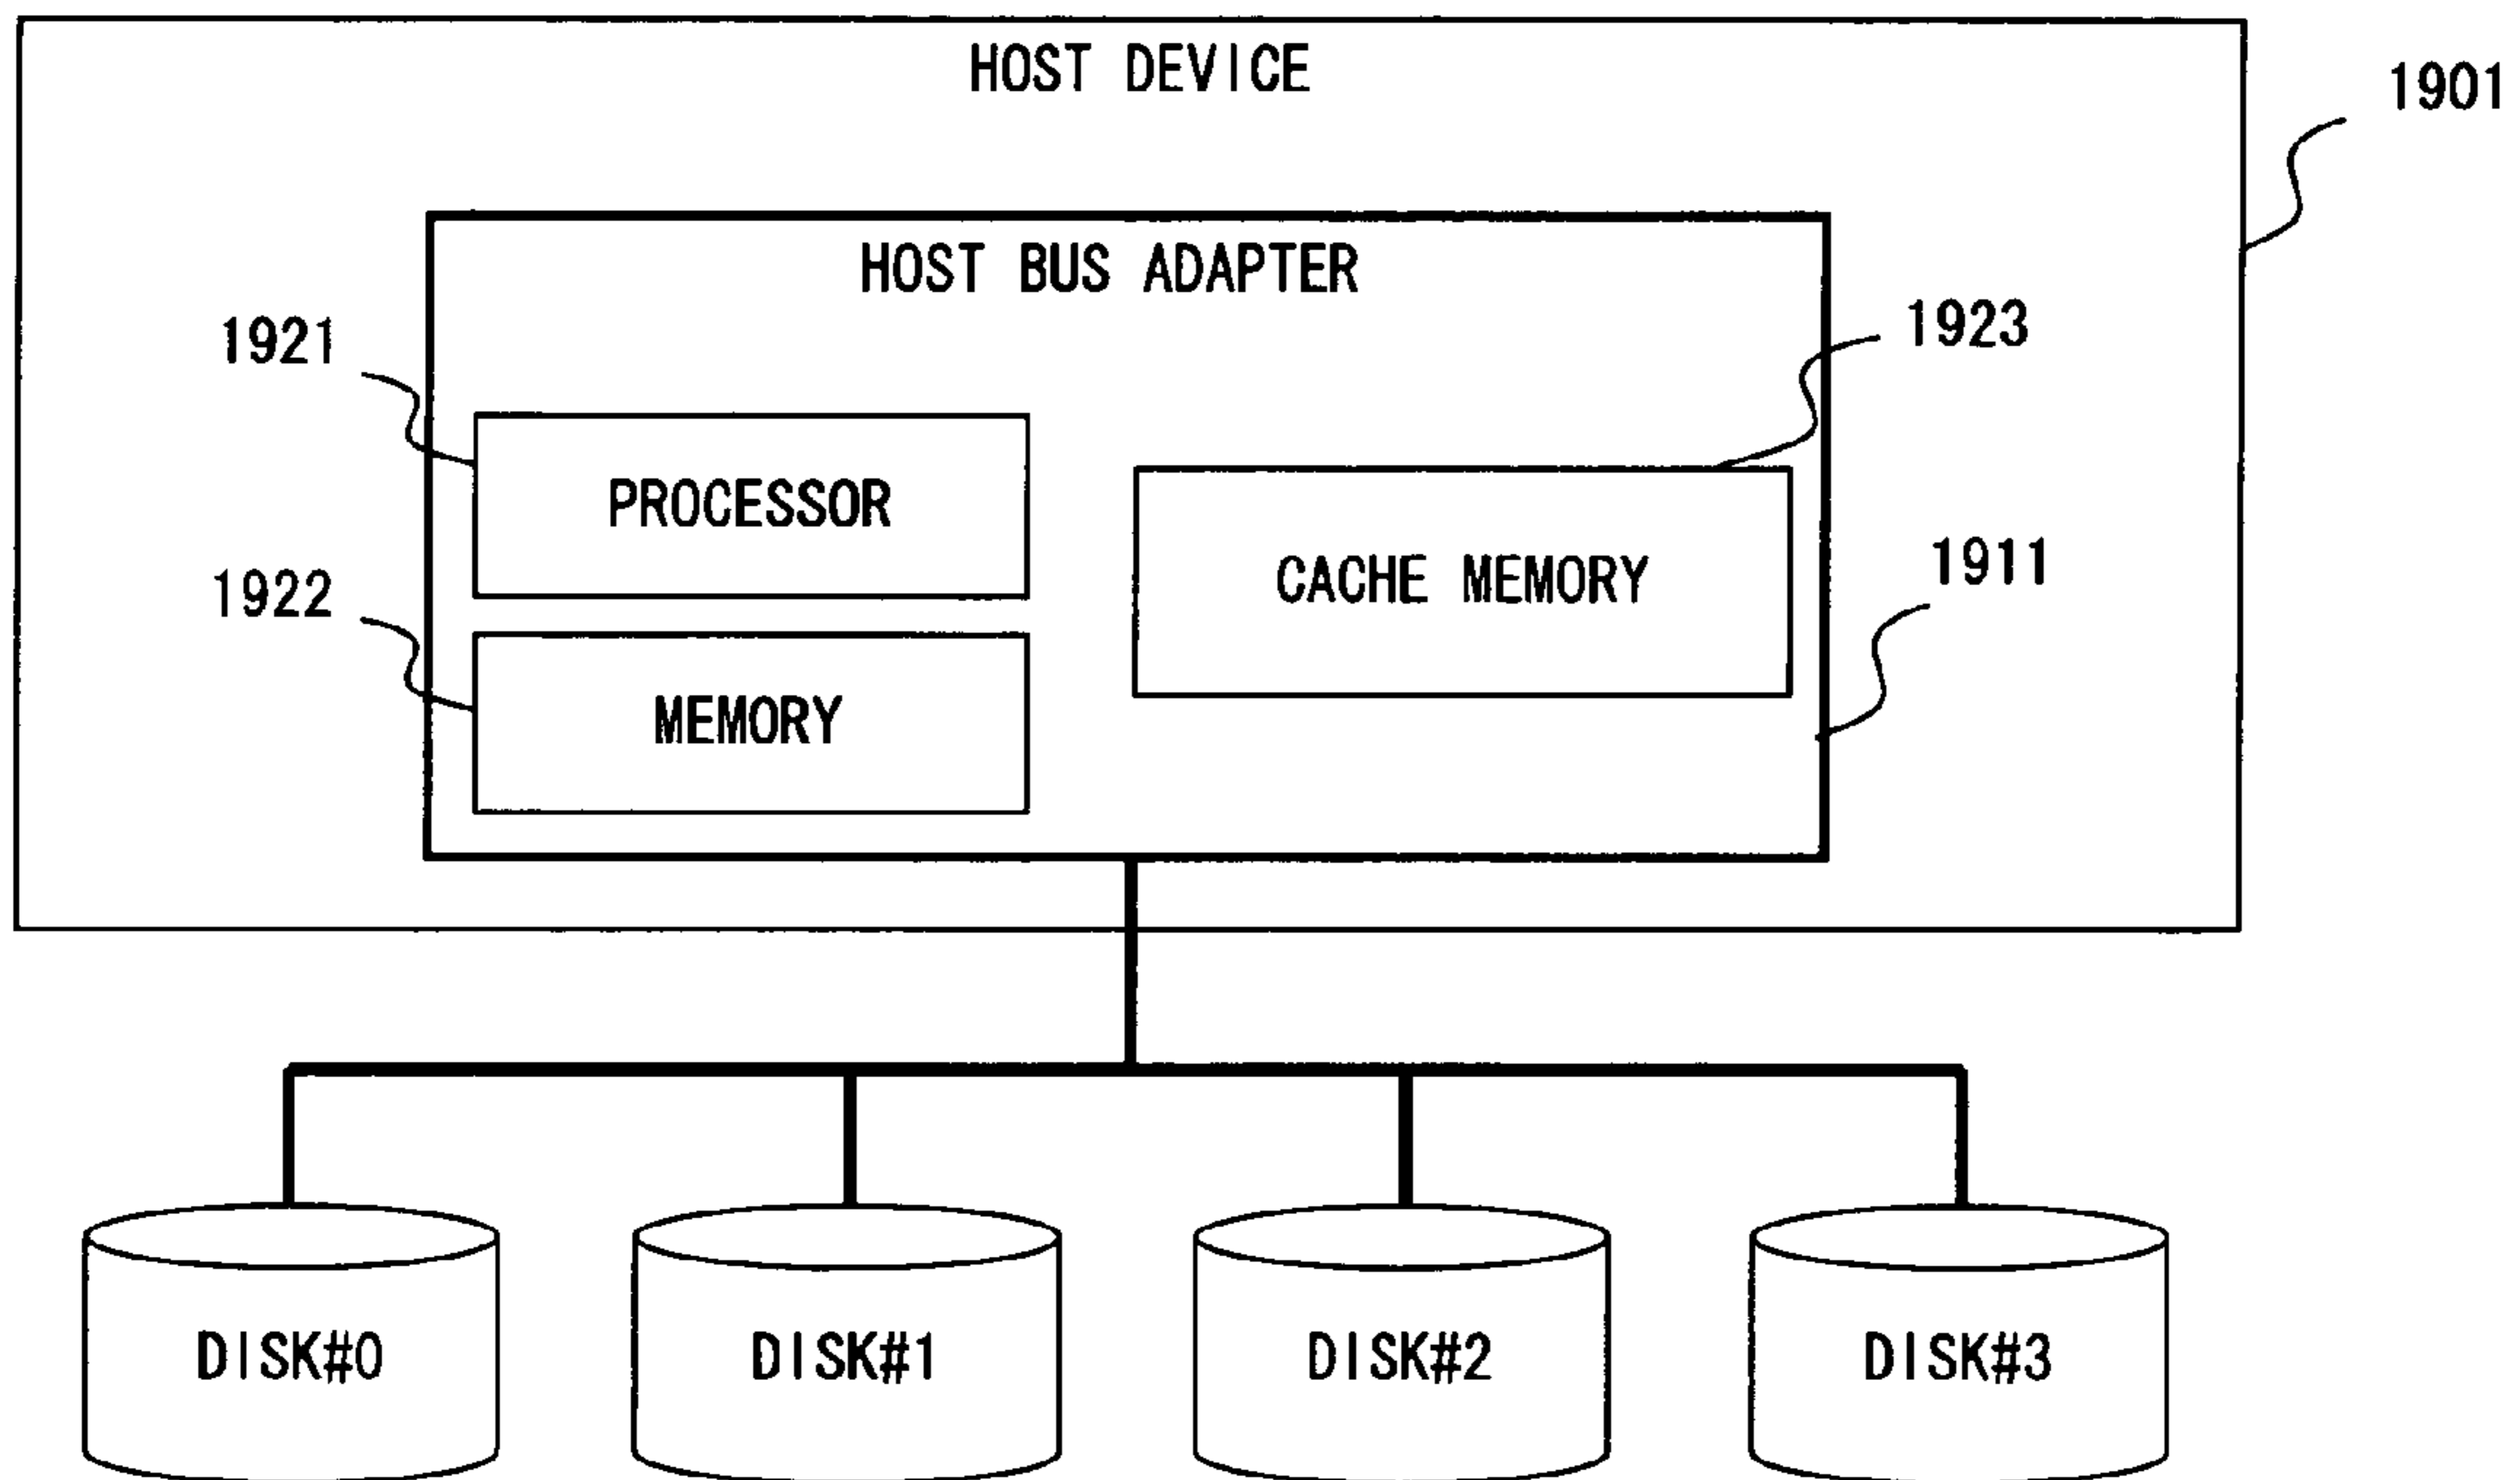 HOST DEVICE
1901
HOST BUS ADAPTER
1921
1923
PROCESSOR
CACHE MEMORY
1911
1922
MEMORY
DISK#0
DISK#1
DISK#2
DISK#3